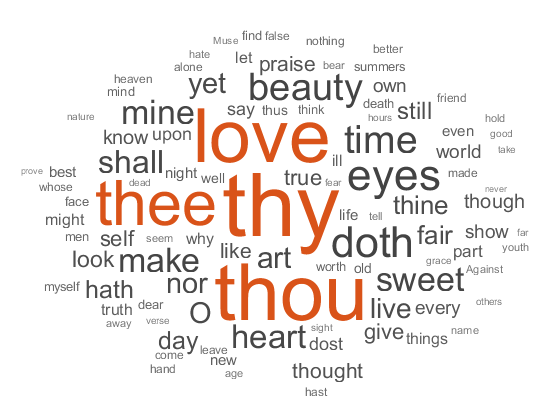 find false
Muse nothing
hate let praise better
alone bear summers
heaven yet beauty own
mind death friend
nature mine say thus think hours still hold
know upon love time even good
shall ill world take
prove best night well true eyes made
whose dead fear never
face thee thy life thine though
might tell
men self seem why doth fair show far
look make like art part youth
worth old grace Against
myself hath nor thou sweet
truth dear live every others
away verse O sight give things name
day leave heart dost
come new thought
hand age
hast